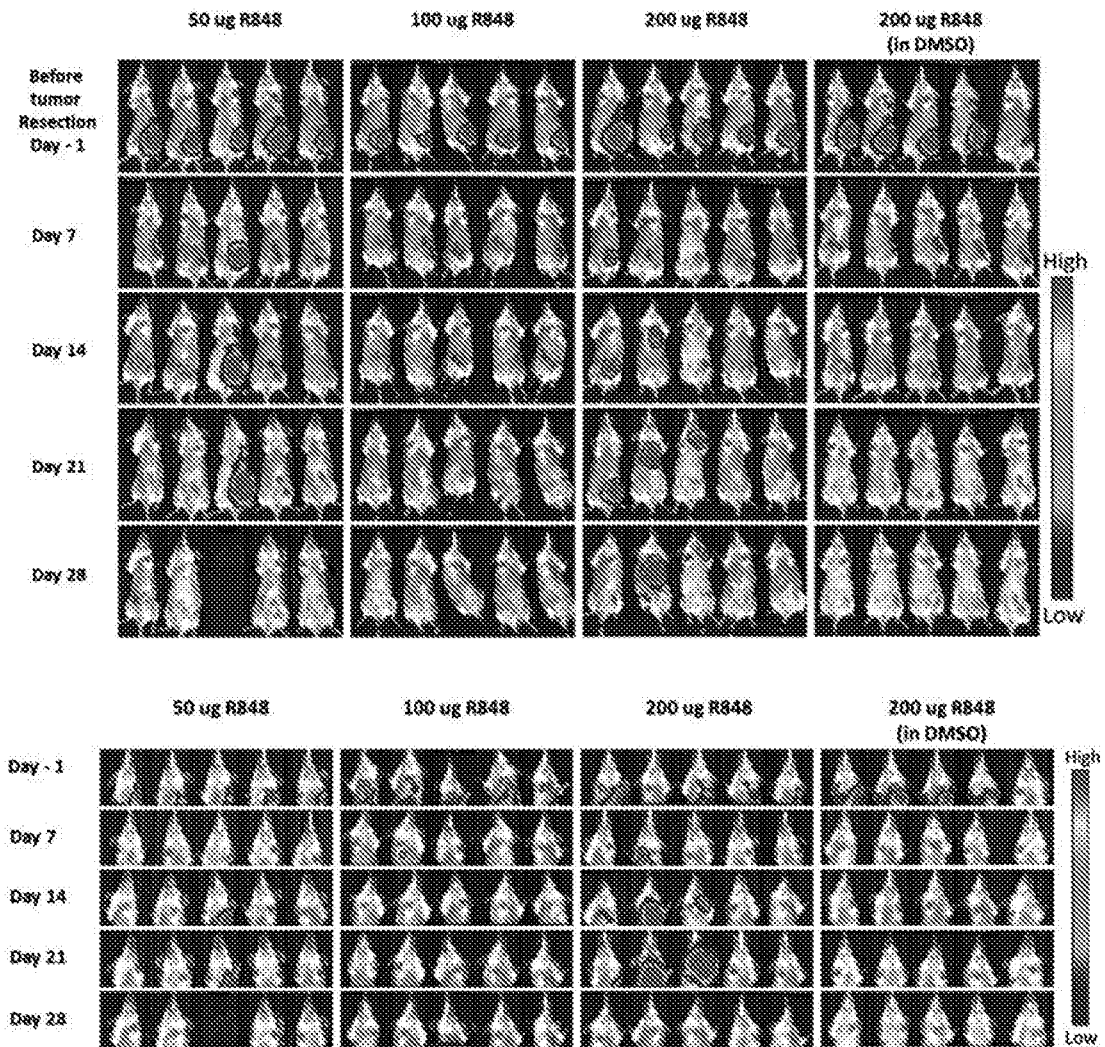 50 ug R848
100 ug R848
200 ug R848
200 ug R848
(in DMSO)
Before
tumor
Resection
Day - 1
Day 7
Day 14
Day 21
Day 28
High
Low
50 ug R848
100 ug R848
200 ug R848
200 ug R848
(in DMSO)
Day - 1
Day 7
Day 14
Day 21
Day 28
High
Low